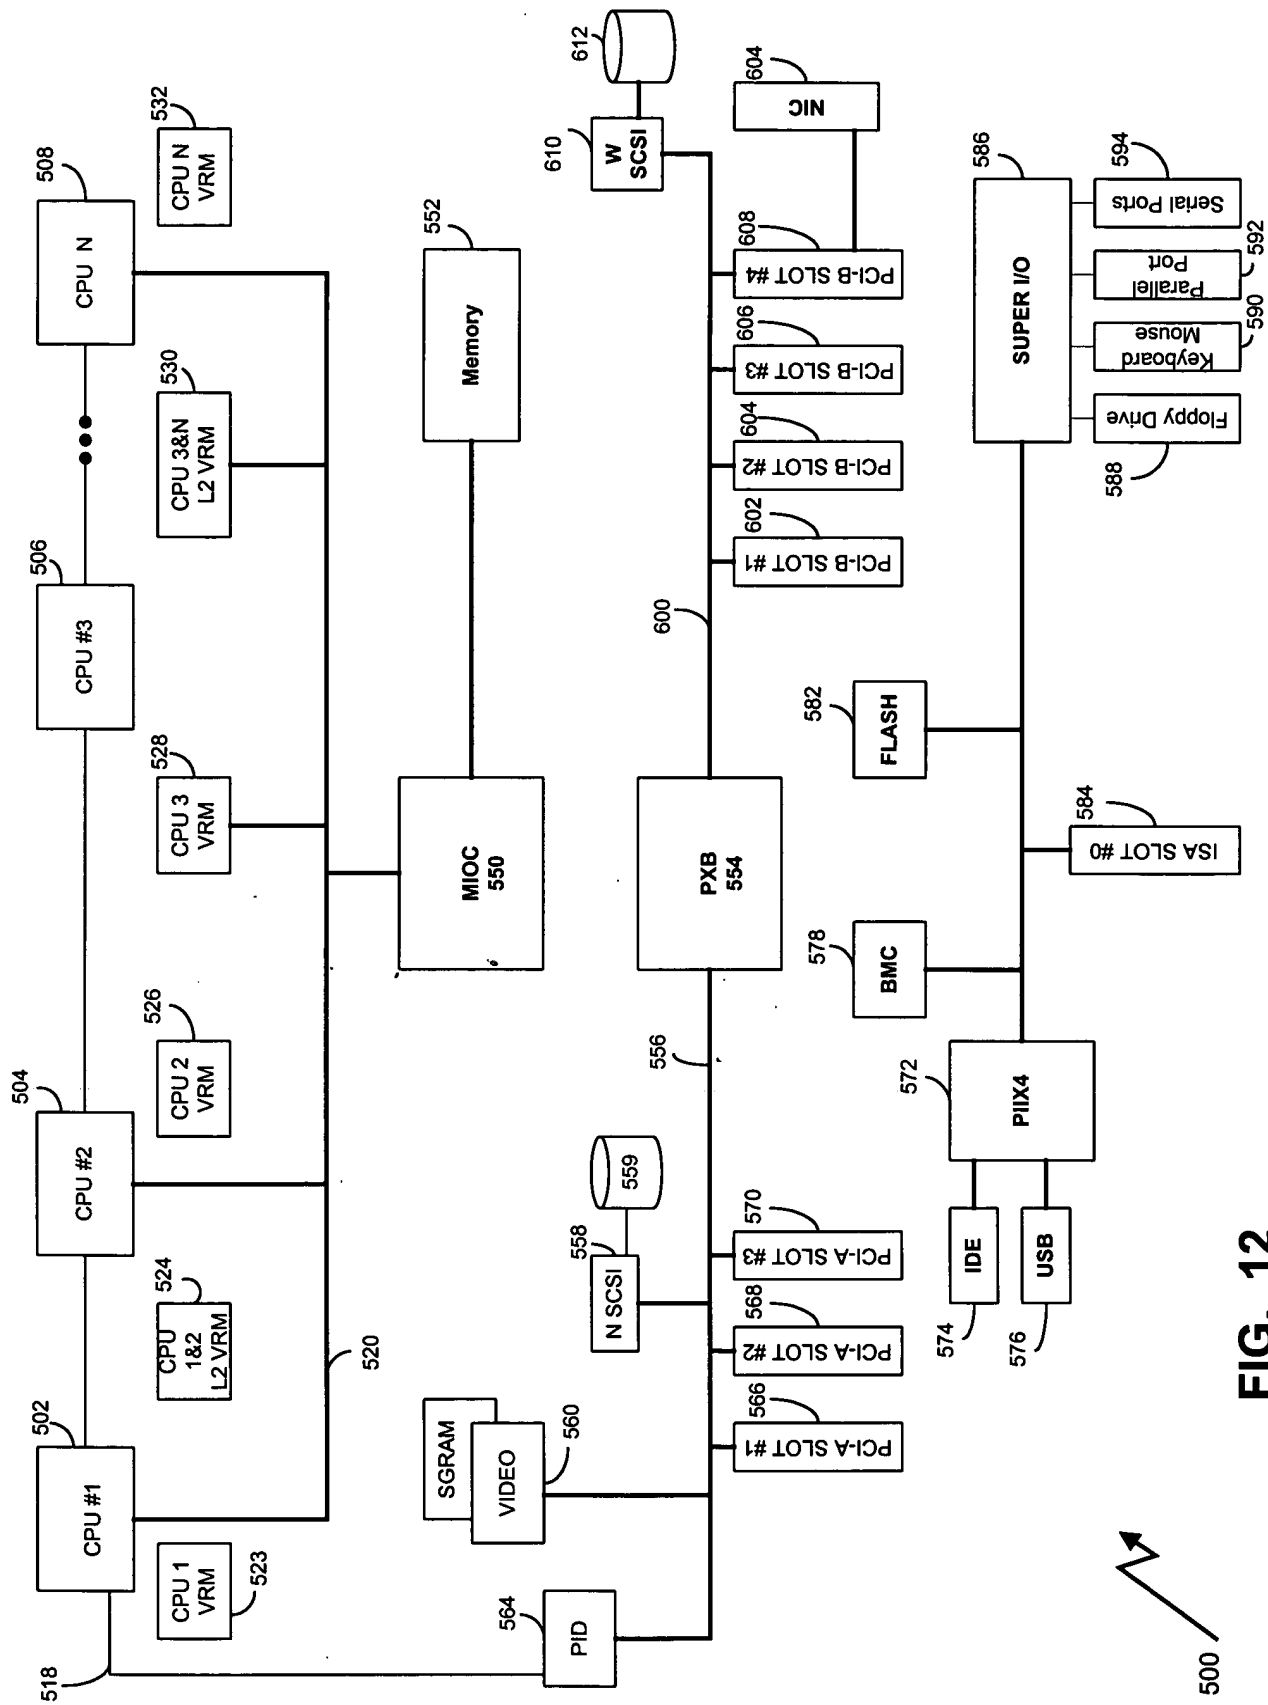 518
502
CPU #1
504
CPU #2
506
CPU #3
508
CPU N
CPU 1
VRM
523
CPU
1&2
L2 VRM
524
CPU 2
VRM
526
CPU 3
VRM
528
CPU 3&N
L2 VRM
530
CPU N
VRM
532
520
MIOC
550
Memory
552
SGRAM
VIDEO
560
564
PID
N SCSI
558
559
556
PXB
554
600
610
W
SCSI
612
PCI-A SLOT #1
566
PCI-A SLOT #2
568
PCI-A SLOT #3
570
PCI-B SLOT #1
602
PCI-B SLOT #2
604
PCI-B SLOT #3
606
PCI-B SLOT #4
608
NIC
604
574
IDE
576
USB
572
PIIX4
578
BMC
582
FLASH
ISA SLOT #0
584
SUPER I/O
586
Floppy Drive
588
Keyboard
Mouse
590
Parallel
Port
592
Serial Ports
594
500
FIG. 12